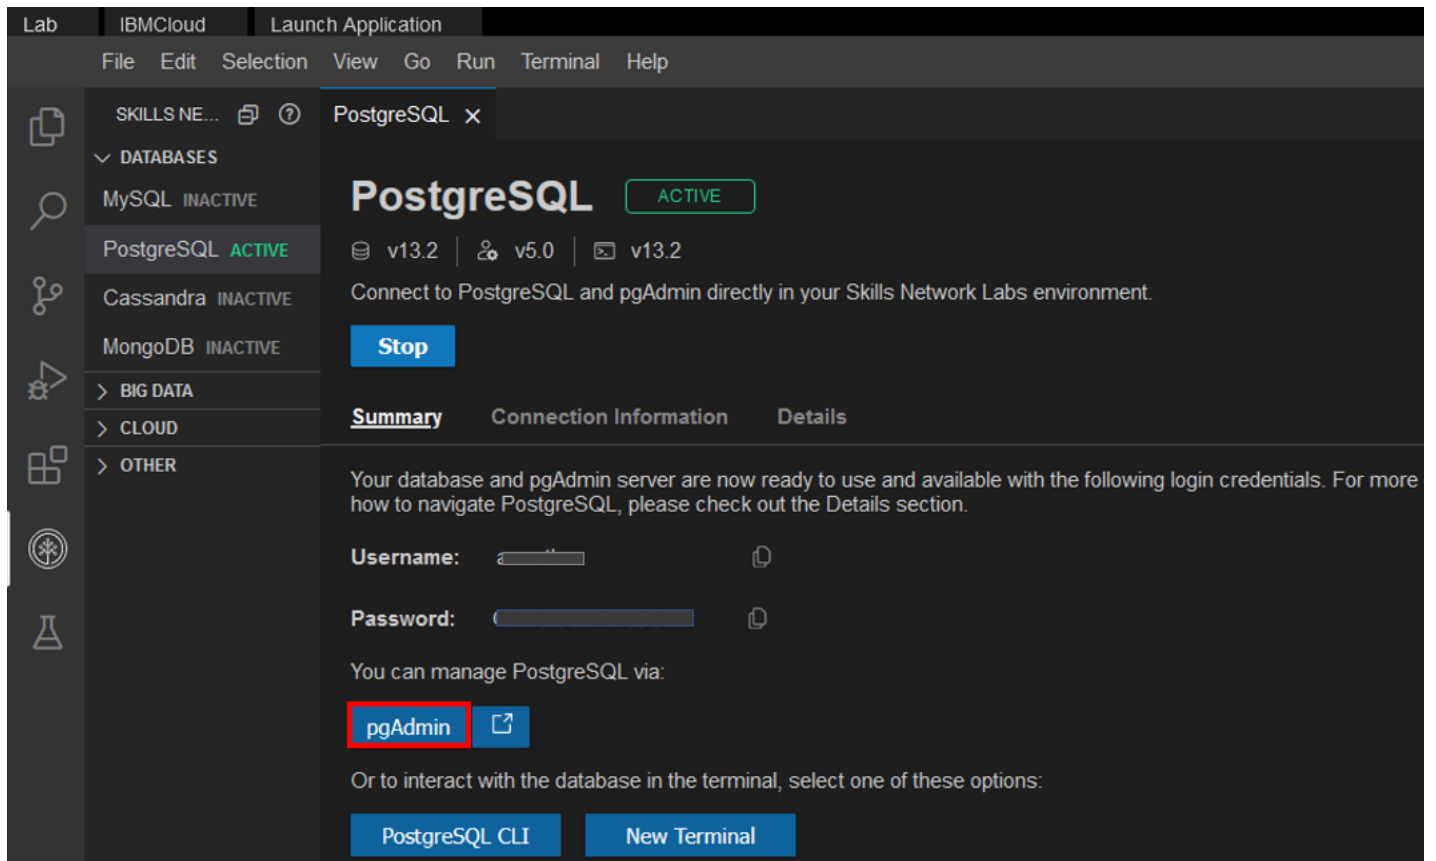 Lab IBMCloud Launch Application
File Edit Selection View Go Run Terminal Help
SKILLS NE... PostgreSQL
DATABASES
MySQL INACTIVE
PostgreSQL ACTIVE
Cassandra INACTIVE
MongoDB INACTIVE
BIG DATA
CLOUD
OTHER
PostgreSQL ACTIVE
v13.2 v5.0 v13.2
Connect to PostgreSQL and pgAdmin directly in your Skills Network Labs environment.
Stop
Summary Connection Information Details
Your database and pgAdmin server are now ready to use and available with the following login credentials. For more
how to navigate PostgreSQL, please check out the Details section.
Username:
Password:
You can manage PostgreSQL via:
pgAdmin
Or to interact with the database in the terminal, select one of these options:
PostgreSQL CLI New Terminal